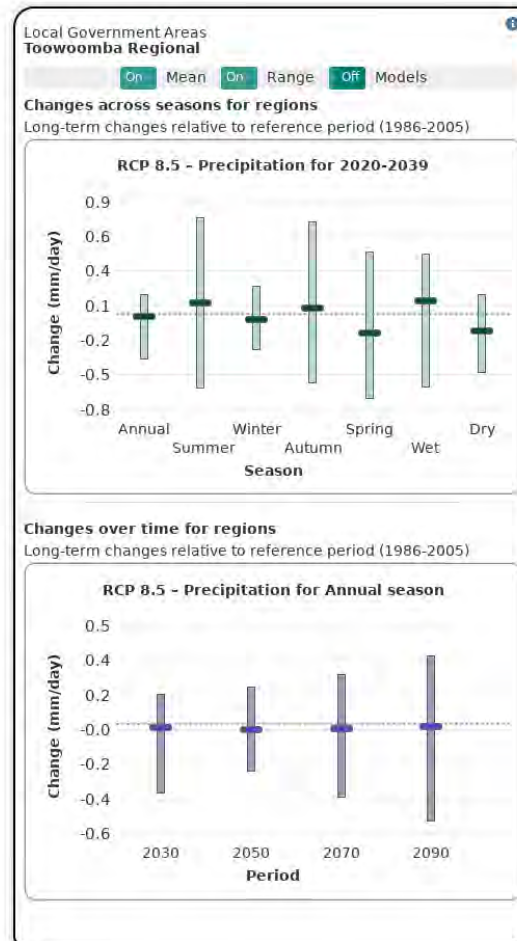 Local Government Areas
Toowoomba Regional
On Mean On Range Off Models
Changes across seasons for regions
Long-term changes relative to reference period (1986-2005)
RCP 8.5 – Precipitation for 2020-2039
0.9
0.6
0.4
0.1
-0.2
-0.5
-0.8
Change (mm/day)
Annual Winter Spring Dry
Summer Autumn Wet
Season
Changes over time for regions
Long-term changes relative to reference period (1986-2005)
RCP 8.5 – Precipitation for Annual season
0.5
0.4
0.2
-0.0
-0.2
-0.4
-0.6
Change (mm/day)
2030 2050 2070 2090
Period